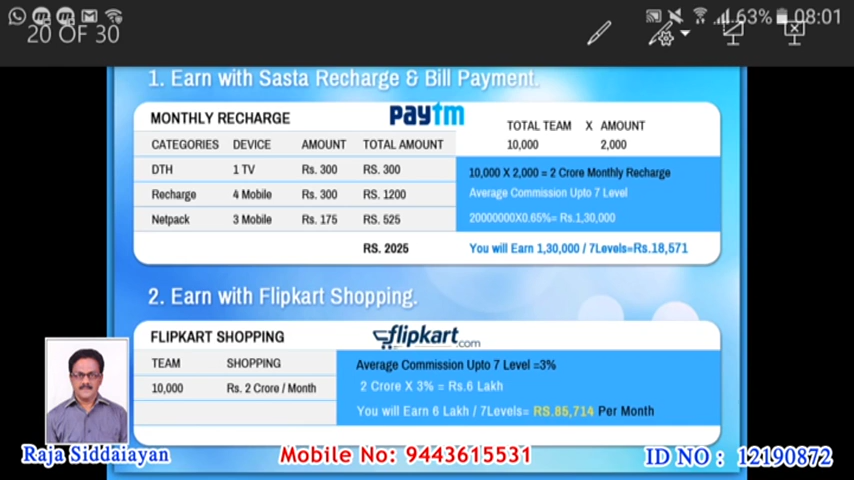 63% 08:01
20 OF 30
1. Earn with Sasta Recharge & Bill Payment.
MONTHLY RECHARGE
paytm
CATEGORIES DEVICE AMOUNT TOTAL AMOUNT
DTH 1 TV Rs. 300 RS. 300
Recharge 4 Mobile Rs. 300 RS. 1200
Netpack 3 Mobile Rs. 175 RS. 525
RS. 2025
TOTAL TEAM X AMOUNT
10,000 2,000
10,000 X 2,000 = 2 Crore Monthly Recharge
Average Commission Upto 7 Level
20000000X0.65%= Rs.1,30,000
You will Earn 1,30,000 / 7Levels=Rs.18,571
2. Earn with Flipkart Shopping.
FLIPKART SHOPPING
flipkart.com
TEAM SHOPPING
10,000 Rs. 2 Crore / Month
Average Commission Upto 7 Level =3%
2 Crore X 3% = Rs.6 Lakh
You will Earn 6 Lakh / 7Levels= RS.85,714 Per Month
Raja Siddaiayan Mobile No: 9443615531 ID NO : 12190872